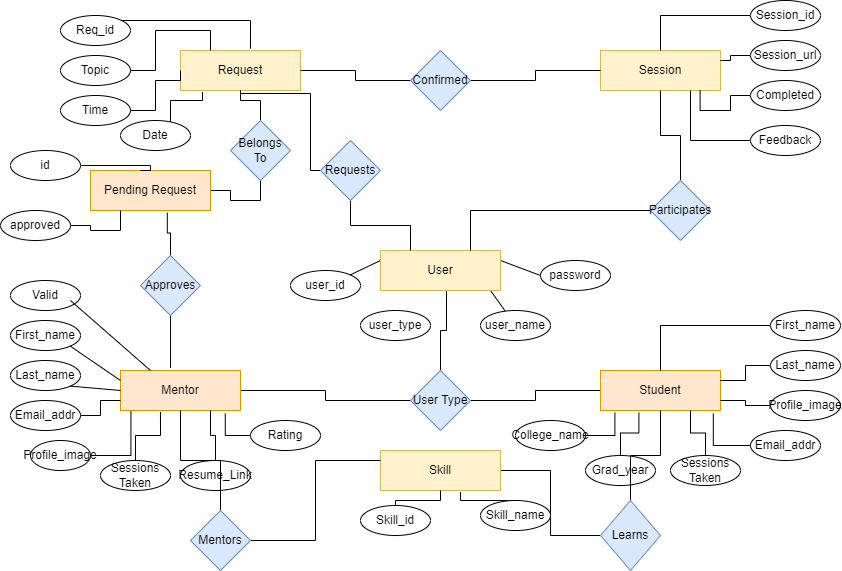 Session_id
Req_id
Session_url
Topic
Request
Confirmed
Session
Completed
Time
Date
Feedback
Belongs
To
id
Requests
Pending Request
Participates
approved
User
password
user_id
Approves
Valid
user_type
user_name
First_name
First_name
Last_name
Last_name
Mentor
Student
User Type
Profile_image
Email_addr
College_name
Rating
Email_addr
Profile_image
Sessions
Taken
Resume_Link
Skill
Grad_year
Sessions
Taken
Skill_id
Skill_name
Mentors
Learns